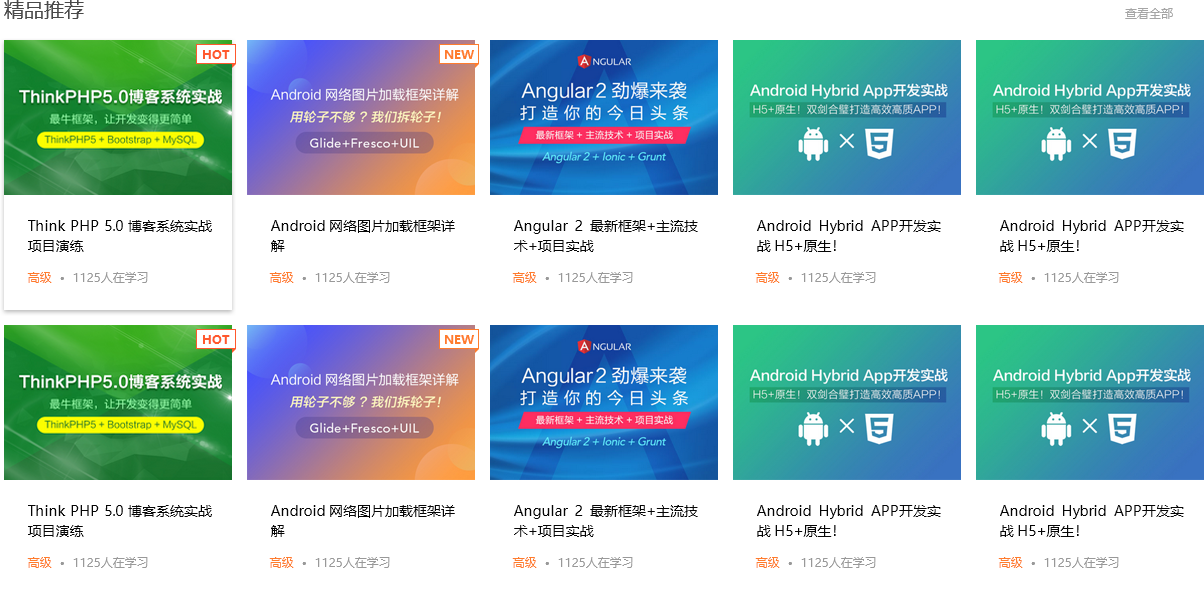 精品推荐
查看全部
HOT
ThinkPHP5.0博客系统实战
最牛框架，让开发变得更简单
ThinkPHP5 + Bootstrap + MySQL
Think PHP 5.0 博客系统实战
项目演练
高级 • 1125人在学习
NEW
Android 网络图片加载框架详解
用轮子不够？我们拆轮子！
Glide+Fresco+UIL
Android 网络图片加载框架详
解
高级 • 1125人在学习
ANGULAR
Angular2 劲爆来袭
打造你的今日头条
最新框架 + 主流技术 + 项目实战
Angular 2 + Ionic + Grunt
Angular 2 最新框架+主流技
术+项目实战
高级 • 1125人在学习
Android Hybrid App开发实战
H5+原生！双剑合璧打造高效高质APP！
5
Android Hybrid APP开发实
战 H5+原生！
高级 • 1125人在学习
Android Hybrid App开发实战
H5+原生！双剑合璧打造高效高质APP！
5
Android Hybrid APP开发实
战 H5+原生！
高级 • 1125人在学习
HOT
ThinkPHP5.0博客系统实战
最牛框架，让开发变得更简单
ThinkPHP5 + Bootstrap + MySQL
Think PHP 5.0 博客系统实战
项目演练
高级 • 1125人在学习
NEW
Android 网络图片加载框架详解
用轮子不够？我们拆轮子！
Glide+Fresco+UIL
Android 网络图片加载框架详
解
高级 • 1125人在学习
ANGULAR
Angular2 劲爆来袭
打造你的今日头条
最新框架 + 主流技术 + 项目实战
Angular 2 + Ionic + Grunt
Angular 2 最新框架+主流技
术+项目实战
高级 • 1125人在学习
Android Hybrid App开发实战
H5+原生！双剑合璧打造高效高质APP！
5
Android Hybrid APP开发实
战 H5+原生！
高级 • 1125人在学习
Android Hybrid App开发实战
H5+原生！双剑合璧打造高效高质APP！
5
Android Hybrid APP开发实
战 H5+原生！
高级 • 1125人在学习